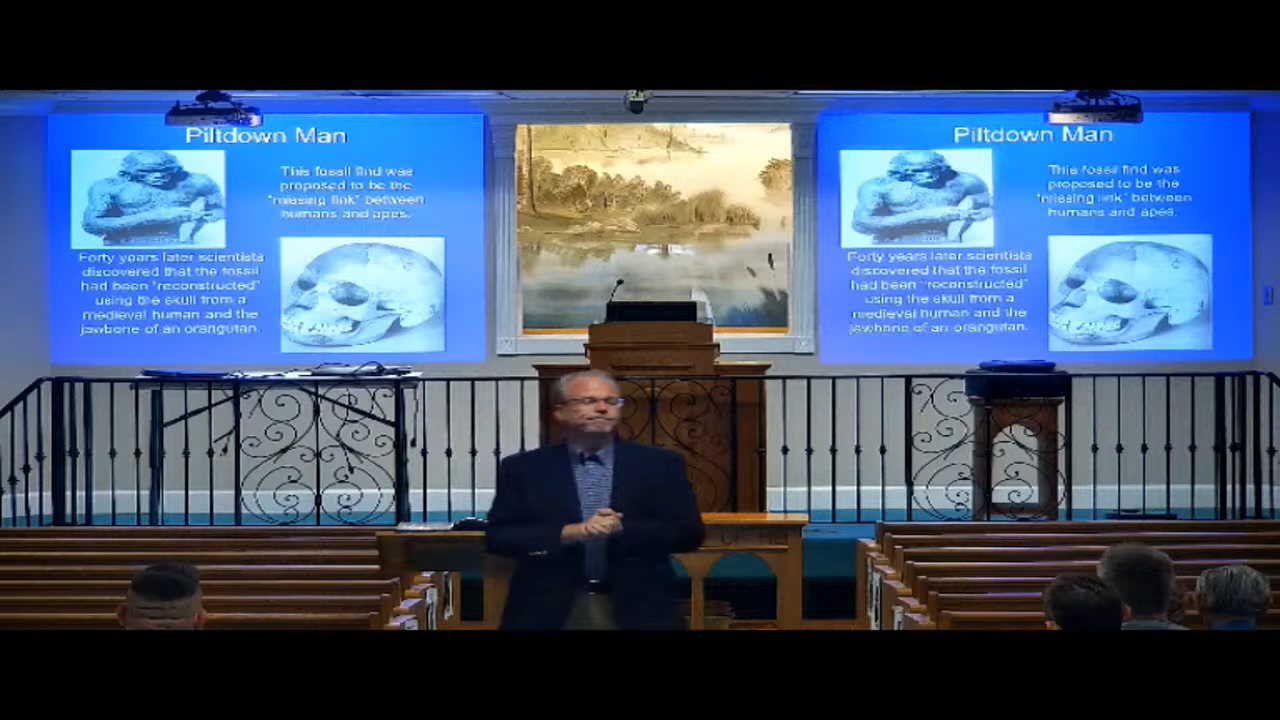 Piltdown Man
This fossil find was
proposed to be the
"missing link" between
humans and apes.
Forty years later scientists
discovered that the fossil
had been "reconstructed"
using the skull from a
medieval human and the
jawbone of an orangutan.
Piltdown Man
This fossil find was
proposed to be the
"missing link" between
humans and apes.
Forty years later scientists
discovered that the fossil
had been "reconstructed"
using the skull from a
medieval human and the
jawbone of an orangutan.
OF